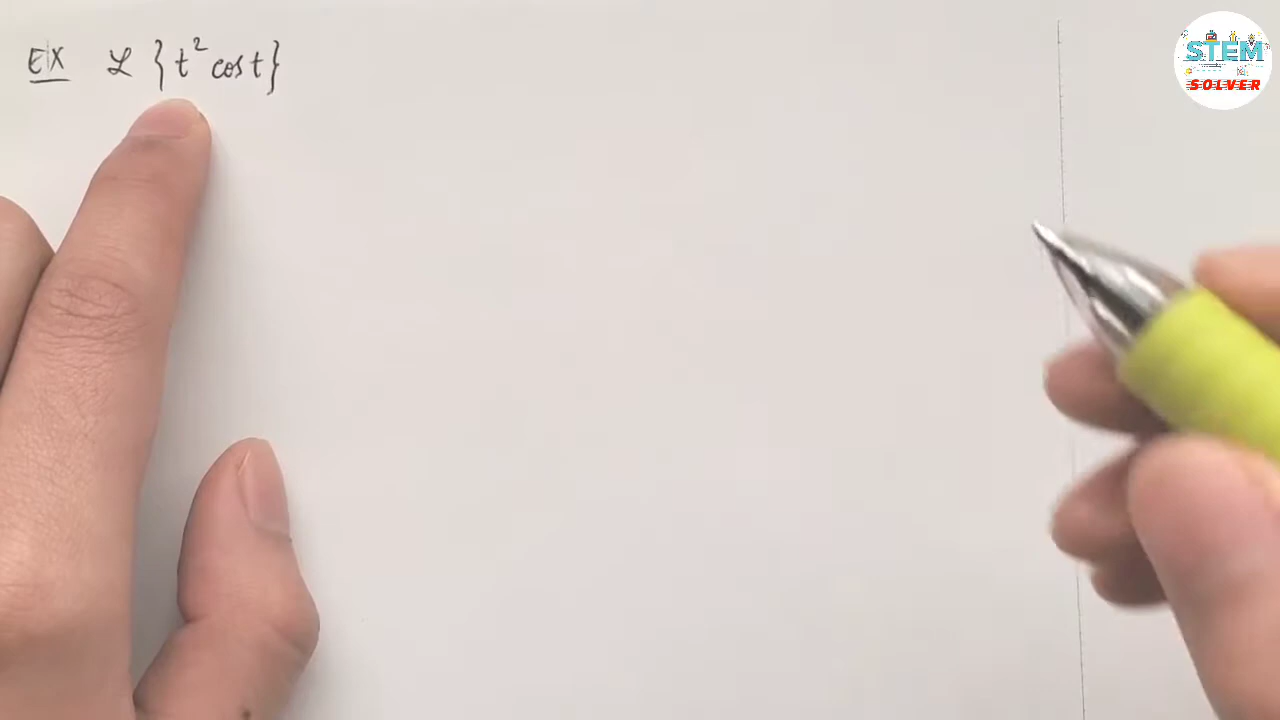 EX ℒ {t² cos t}
STEM
SOLVER